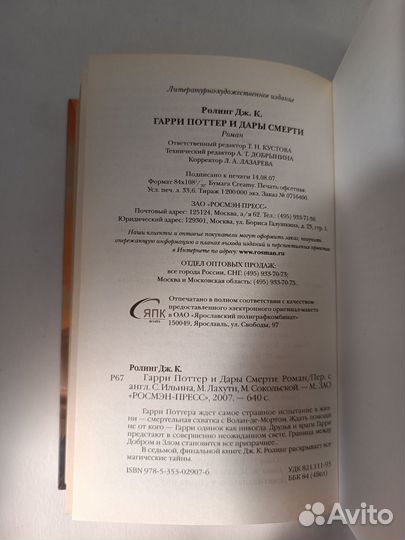 Литературно-художественное издание
Ролинг Дж. К.
ГАРРИ ПОТТЕР И ДАРЫ СМЕРТИ
Роман
Ответственный редактор Т. Н. КУСТОВА
Технический редактор А. Т. ДОБРЫНИНА
Корректор Л. А. ЛАЗАРЕВА
Подписано к печати 14.08.07.
Формат 84х108 1/32. Бумага Creamy. Печать офсетная.
Усл. печ. л. 33,6. Тираж 1 200 000 экз. Заказ № 0716460.
ЗАО «РОСМЭН-ПРЕСС».
Почтовый адрес: 125124, Москва, а/я 62. Тел.: (495) 933-71-30.
Юридический адрес: 129301, Москва, ул. Бориса Галушкина, д. 23, стр. 1.
Наши клиенты и оптовые покупатели могут оформить заказ, получить
опережающую информацию о планах выхода изданий и перспективных проектах
в Интернете по адресу: www.rosman.ru
ОТДЕЛ ОПТОВЫХ ПРОДАЖ:
все города России, СНГ: (495) 933-70-73;
Москва и Московская область: (495) 933-70-75.
ЯПК
Отпечатано в полном соответствии с качеством
предоставленного электронного оригинал-макета
в ОАО «Ярославский полиграфкомбинат»
150049, Ярославль, ул. Свободы, 97
Ролинг Дж. К.
Р67 Гарри Поттер и Дары Смерти: Роман/Пер. с
англ. С. Ильина, М. Лахути, М. Сокольской. — М.: ЗАО
«РОСМЭН-ПРЕСС», 2007. — 640 с.
Гарри Поттера ждет самое страшное испытание в жиз-
ни — смертельная схватка с Волан-де-Мортом. Ждать помощи
не от кого — Гарри одинок как никогда. Друзья и враги Гарри
предстают в совершенно неожиданном свете. Граница между
Добром и Злом становится все призрачнее...
В седьмой, финальной книге Дж. К. Ролинг раскрывает все
магические тайны.
ISBN 978-5-353-02907-6
УДК 821.111-93
ББК 84 (4Вел)
Avito